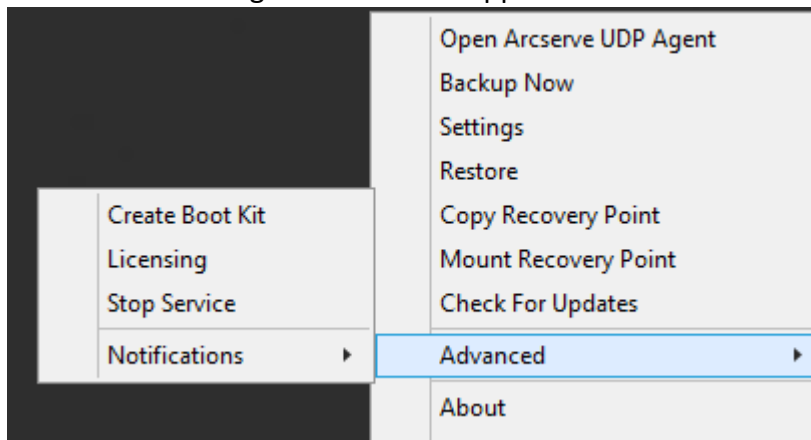 Open Arcserve UDP Agent
Backup Now
Settings
Restore
Copy Recovery Point
Mount Recovery Point
Check For Updates
Advanced
About
Create Boot Kit
Licensing
Stop Service
Notifications